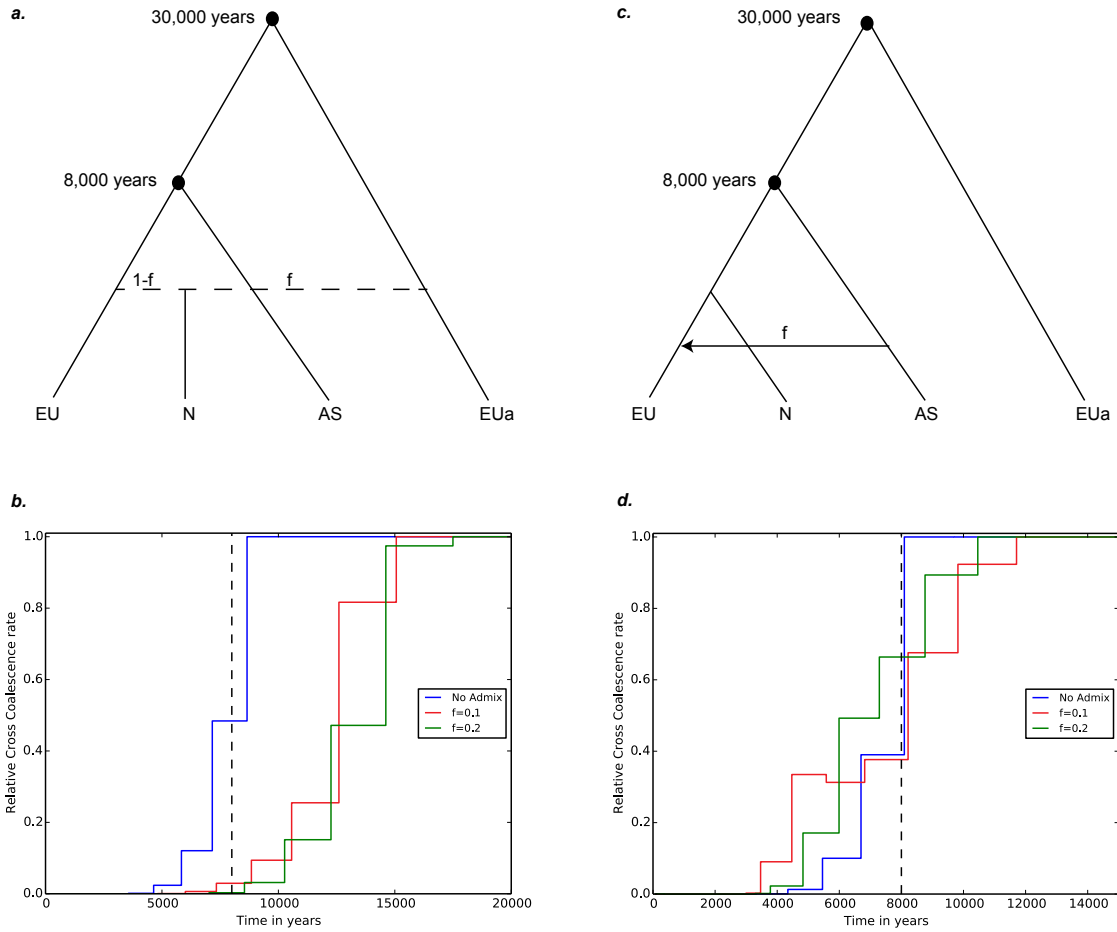 a.
30,000 years
8,000 years
1-f
f
EU
N
AS
EUa
c.
30,000 years
8,000 years
f
EU
N
AS
EUa
b.
Relative Cross Coalescence rate
1.0
0.8
0.6
0.4
0.2
0.0
No Admix
f=0.1
f=0.2
0
5000
10000
15000
20000
Time in years
d.
Relative Cross Coalescence rate
1.0
0.8
0.6
0.4
0.2
0.0
No Admix
f=0.1
f=0.2
0
2000
4000
6000
8000
10000
12000
14000
Time in years